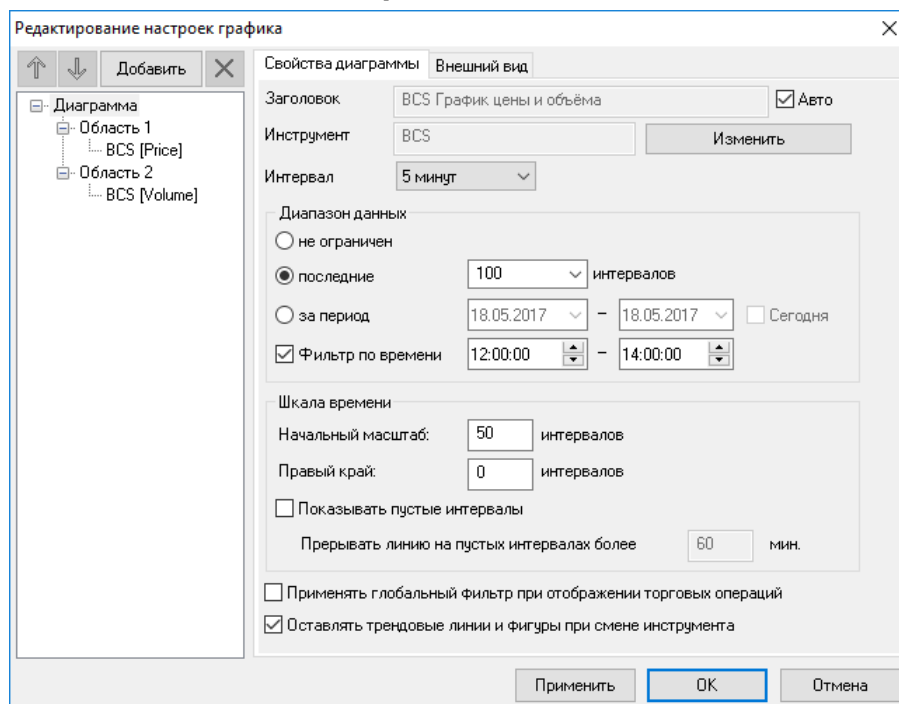 Редактирование настроек графика
Добавить
Диаграмма
Область 1
BCS [Price]
Область 2
BCS [Volume]
Свойства диаграммы Внешний вид
Заголовок BCS График цены и объёма Авто
Инструмент BCS Изменить
Интервал 5 минут
Диапазон данных
не ограничен
последние 100 интервалов
за период 18.05.2017 – 18.05.2017 Сегодня
Фильтр по времени 12:00:00 – 14:00:00
Шкала времени
Начальный масштаб: 50 интервалов
Правый край: 0 интервалов
Показывать пустые интервалы
Прерывать линию на пустых интервалах более 60 мин.
Применять глобальный фильтр при отображении торговых операций
Оставлять трендовые линии и фигуры при смене инструмента
Применить OK Отмена